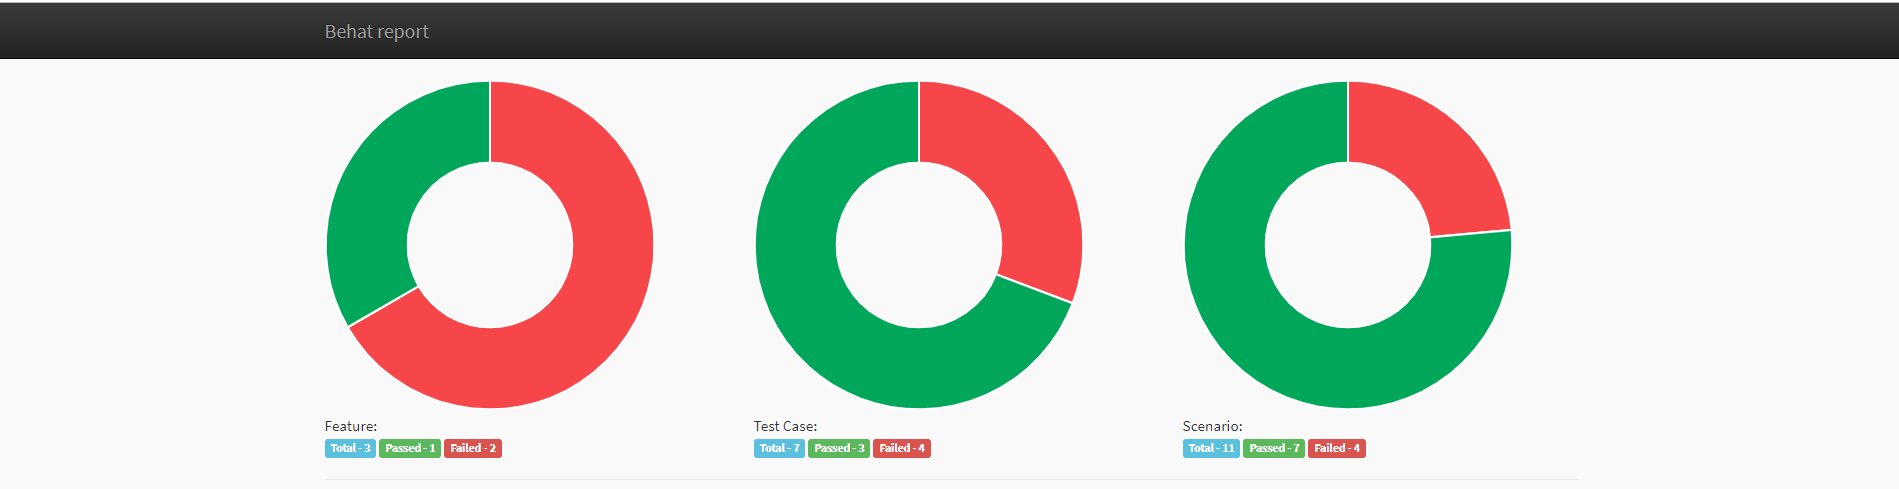 Behat report
Feature:
Total - 3 Passed - 1 Failed - 2
Test Case:
Total - 7 Passed - 3 Failed - 4
Scenario:
Total - 11 Passed - 7 Failed - 4